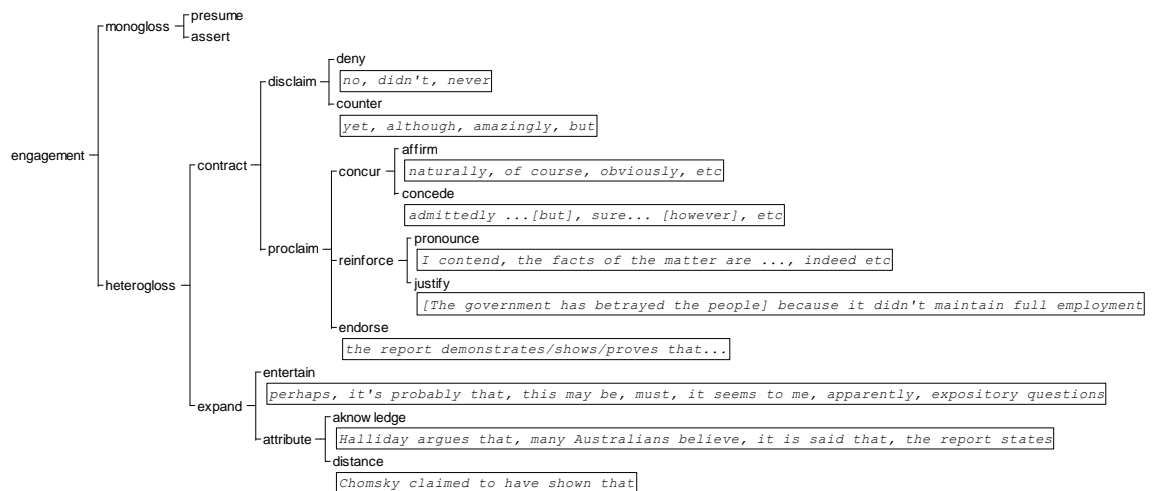 presume
monogloss
assert
deny
no, didn't, never
disclaim
counter
yet, although, amazingly, but
engagement
contract
affirm
naturally, of course, obviously, etc
concur
concede
admittedly ...[but], sure... [however], etc
proclaim
pronounce
I contend, the facts of the matter are ..., indeed etc
reinforce
justify
[The government has betrayed the people] because it didn't maintain full employment
heterogloss
endorse
the report demonstrates/shows/proves that...
entertain
perhaps, it's probably that, this may be, must, it seems to me, apparently, expository questions
expand
aknow ledge
Halliday argues that, many Australians believe, it is said that, the report states
attribute
distance
Chomsky claimed to have shown that